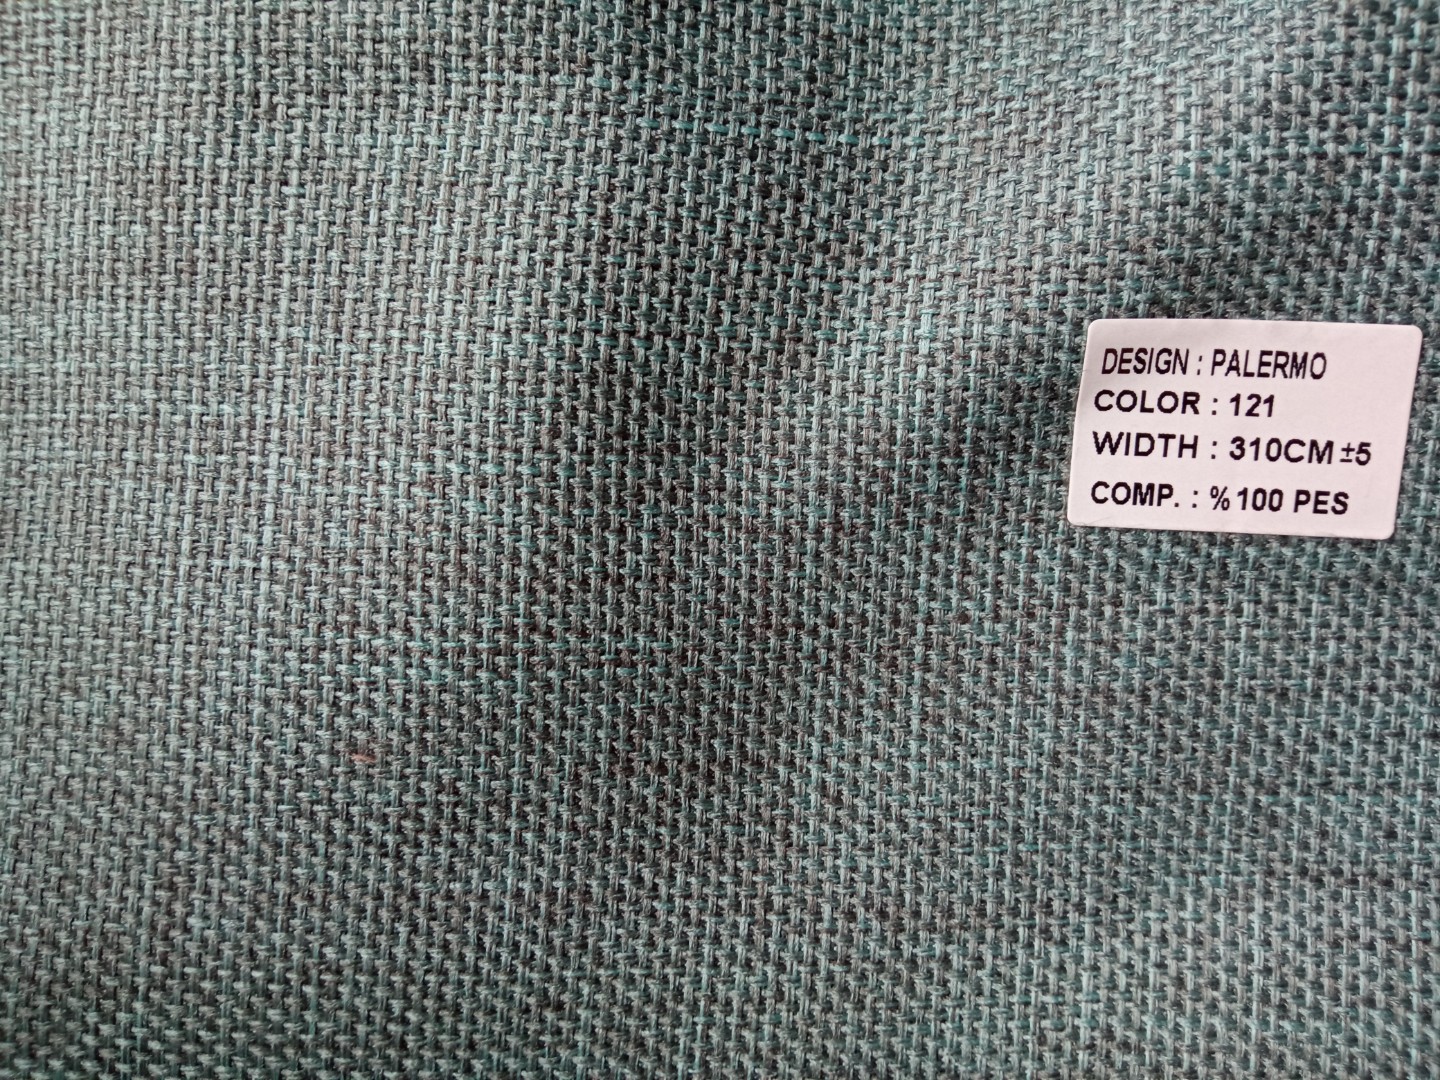 DESIGN : PALERMO
COLOR : 121
WIDTH : 310CM ±5
COMP. : %100 PES